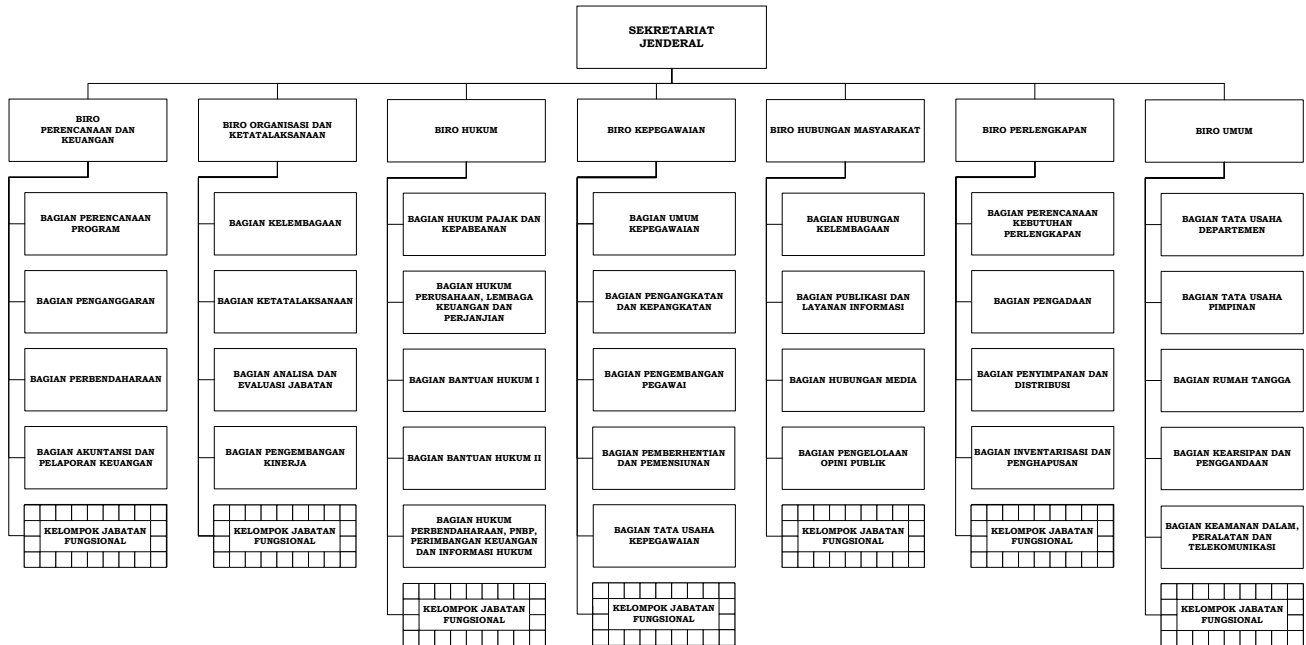 SEKRETARIAT
JENDERAL
BIRO
PERENCANAAN DAN
KEUANGAN
BIRO ORGANISASI DAN
KETATALAKSANAAN
BIRO HUKUM
BIRO KEPEGAWAIAN
BIRO HUBUNGAN MASYARAKAT
BIRO PERLENGKAPAN
BIRO UMUM
BAGIAN PERENCANAAN
PROGRAM
BAGIAN PENGANGGARAN
BAGIAN PERBENDAHARAAN
BAGIAN AKUNTANSI DAN
PELAPORAN KEUANGAN
KELOMPOK JABATAN
FUNGSIONAL
BAGIAN KELEMBAGAAN
BAGIAN KETATALAKSANAAN
BAGIAN ANALISA DAN
EVALUASI JABATAN
BAGIAN PENGEMBANGAN
KINERJA
KELOMPOK JABATAN
FUNGSIONAL
BAGIAN HUKUM PAJAK DAN
KEPABEANAN
BAGIAN HUKUM
PERUSAHAAN, LEMBAGA
KEUANGAN DAN
PERJANJIAN
BAGIAN BANTUAN HUKUM I
BAGIAN BANTUAN HUKUM II
BAGIAN HUKUM
PERBENDAHARAAN, PNBP,
PERIMBANGAN KEUANGAN
DAN INFORMASI HUKUM
KELOMPOK JABATAN
FUNGSIONAL
BAGIAN UMUM
KEPEGAWAIAN
BAGIAN PENGANGKATAN
DAN KEPANGKATAN
BAGIAN PENGEMBANGAN
PEGAWAI
BAGIAN PEMBERHENTIAN
DAN PEMENSIUNAN
BAGIAN TATA USAHA
KEPEGAWAIAN
KELOMPOK JABATAN
FUNGSIONAL
BAGIAN HUBUNGAN
KELEMBAGAAN
BAGIAN PUBLIKASI DAN
LAYANAN INFORMASI
BAGIAN HUBUNGAN MEDIA
BAGIAN PENGELOLAAN
OPINI PUBLIK
KELOMPOK JABATAN
FUNGSIONAL
BAGIAN PERENCANAAN
KEBUTUHAN
PERLENGKAPAN
BAGIAN PENGADAAN
BAGIAN PENYIMPANAN DAN
DISTRIBUSI
BAGIAN INVENTARISASI DAN
PENGHAPUSAN
KELOMPOK JABATAN
FUNGSIONAL
BAGIAN TATA USAHA
DEPARTEMEN
BAGIAN TATA USAHA
PIMPINAN
BAGIAN RUMAH TANGGA
BAGIAN KEARSIPAN DAN
PENGGANDAAN
BAGIAN KEAMANAN DALAM,
PERALATAN DAN
TELEKOMUNIKASI
KELOMPOK JABATAN
FUNGSIONAL